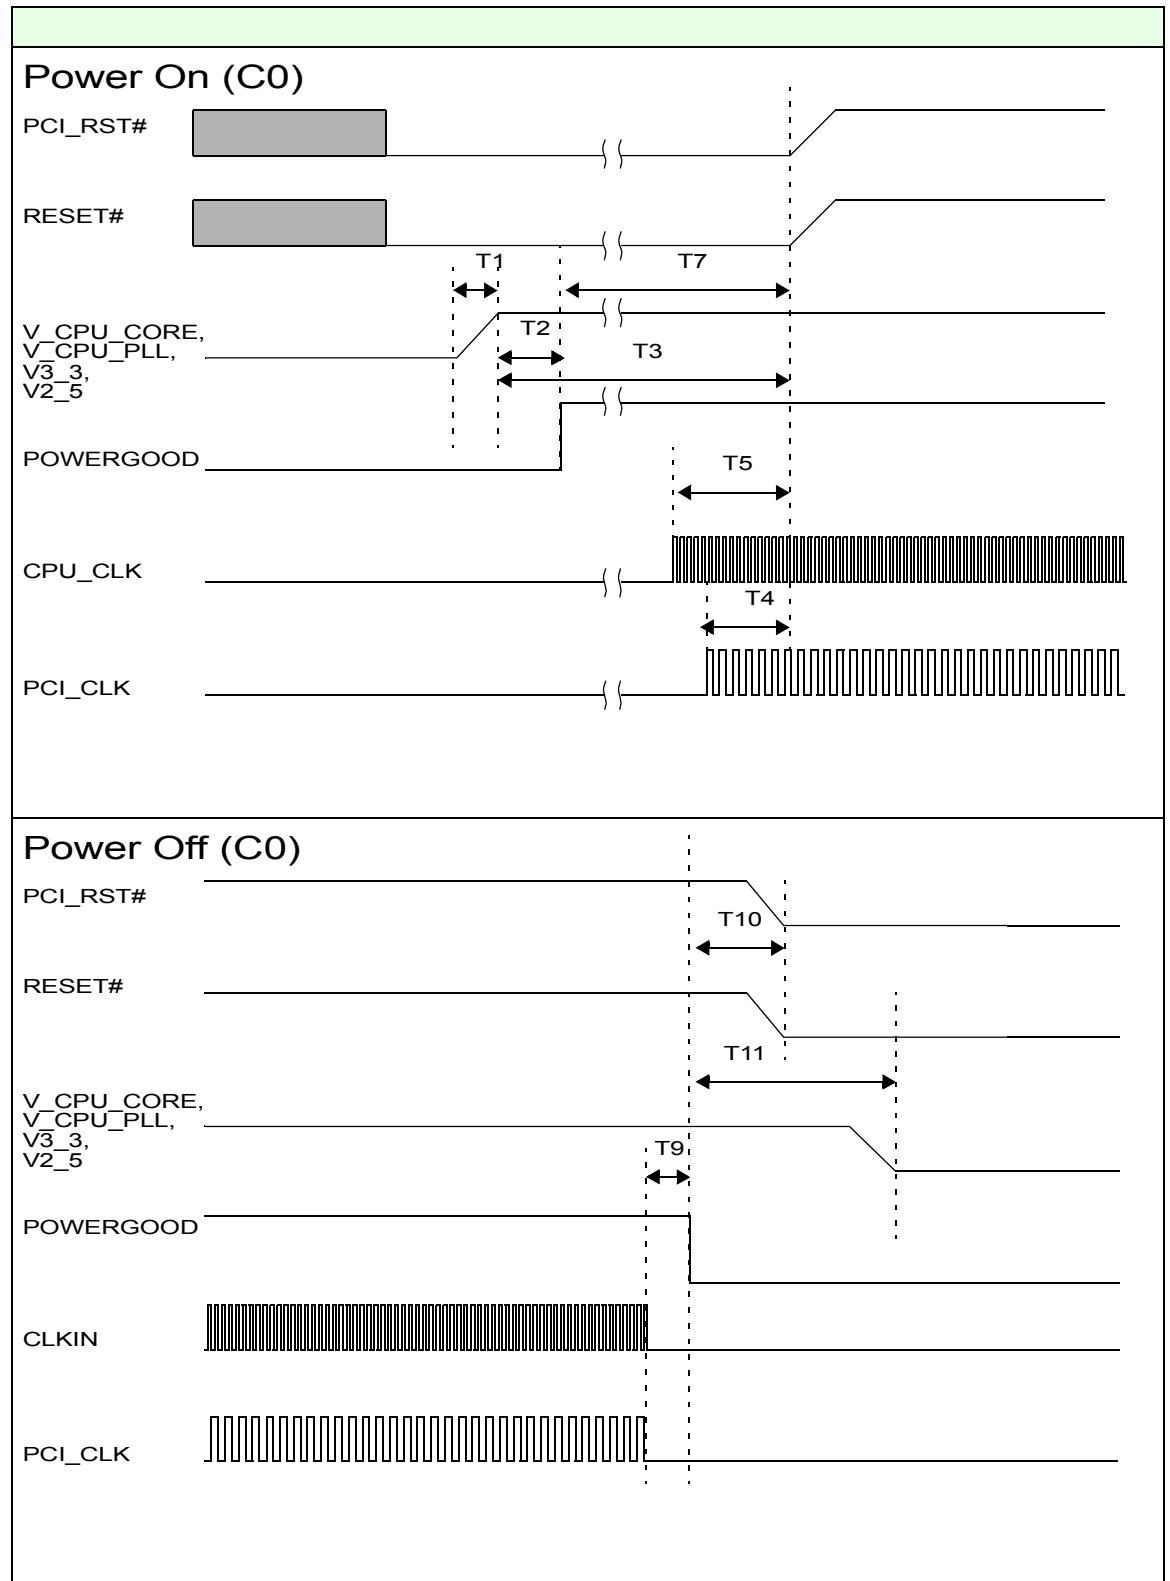 Power On (C0)
PCI_RST#
RESET#
T1
T7
V_CPU_CORE,
V_CPU_PLL,
V3_3,
V2_5
T2
T3
POWERGOOD
T5
CPU_CLK
T4
PCI_CLK
Power Off (C0)
PCI_RST#
T10
RESET#
T11
V_CPU_CORE,
V_CPU_PLL,
V3_3,
V2_5
T9
POWERGOOD
CLKIN
PCI_CLK